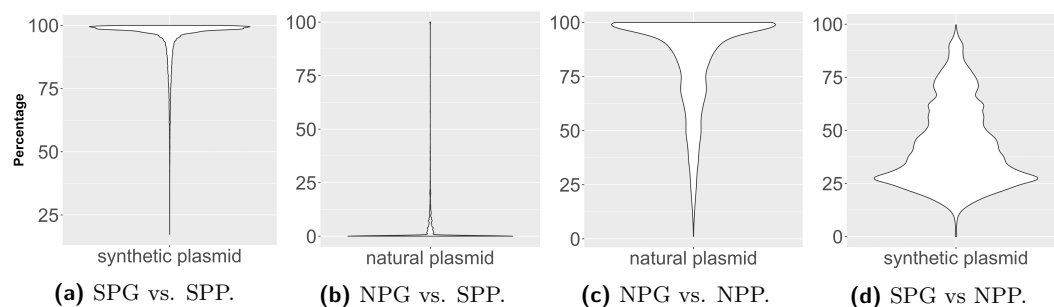 Percentage
100
75
50
25
synthetic plasmid
(a) SPG vs. SPP.
100
75
50
25
0
natural plasmid
(b) NPG vs. SPP.
100
75
50
25
0
natural plasmid
(c) NPG vs. NPP.
100
75
50
25
0
synthetic plasmid
(d) SPG vs NPP.